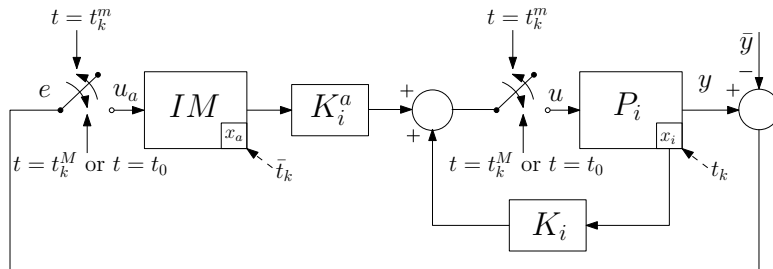 t = t_k^m
t = t_k^m
ȳ
e
u_a
IM
K_i^a
+
+
u
P_i
y
+
−
x_a
x_i
t = t_k^M or t = t_0
t̄_k
t = t_k^M or t = t_0
t_k
K_i